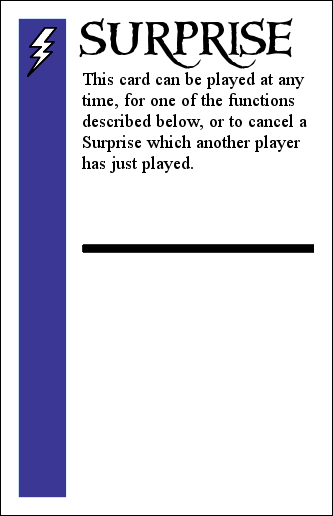 SURPRISE
This card can be played at any
time, for one of the functions
described below, or to cancel a
Surprise which another player
has just played.